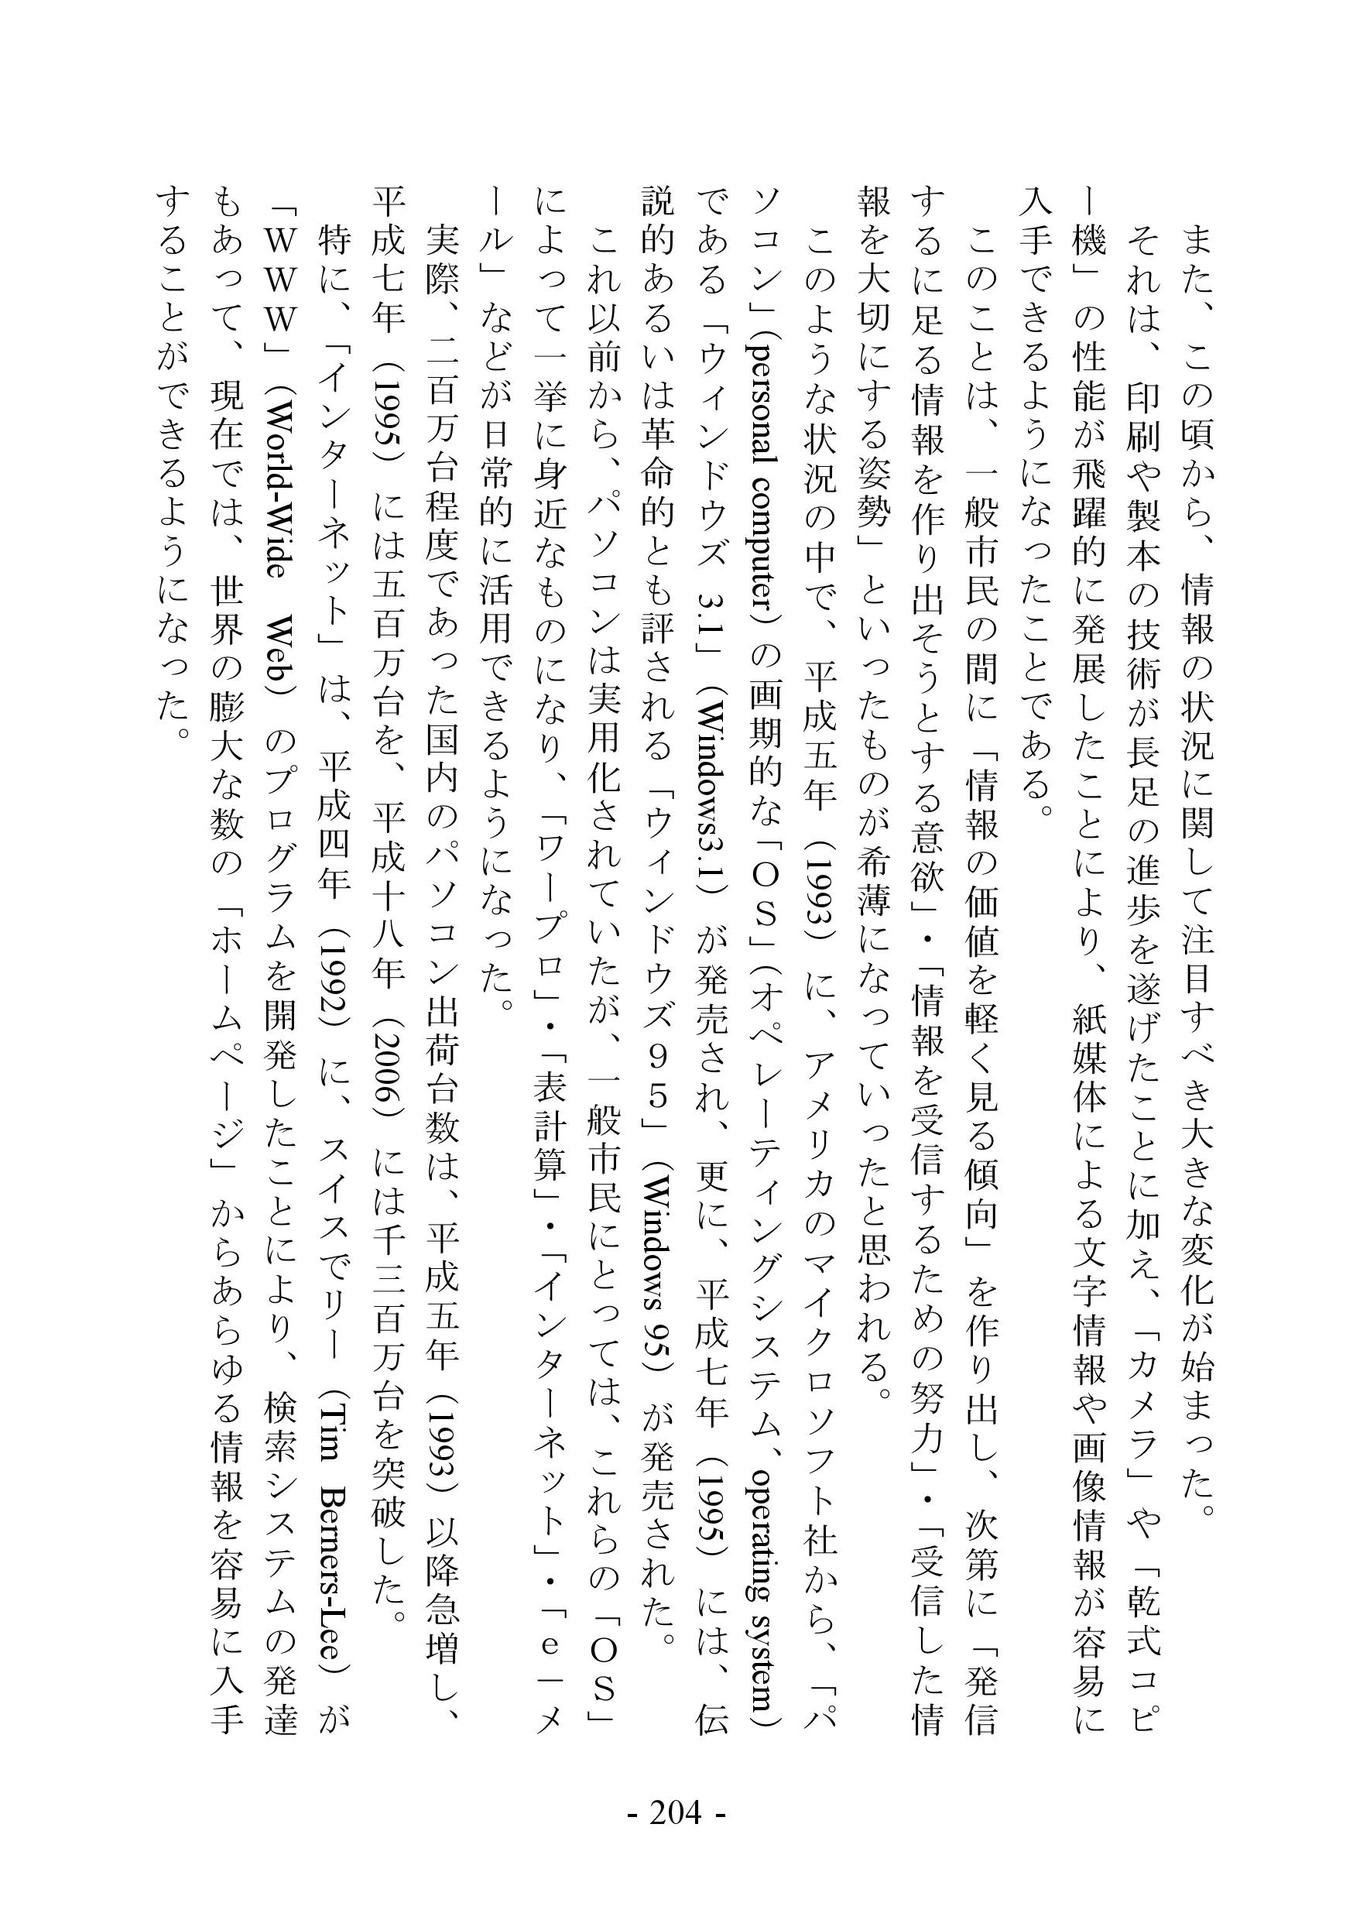 また、この頃から、情報の状況に関して注目すべき大きな変化が始まった。
それは、印刷や製本の技術が長足の進歩を遂げたことに加え、「カメラ」や「乾式コピ
ー機」の性能が飛躍的に発展したことにより、紙媒体による文字情報や画像情報が容易に
入手できるようになったことである。
このことは、一般市民の間に「情報の価値を軽く見る傾向」を作り出し、次第に「発信
するに足る情報を作り出そうとする意欲」・「情報を受信するための努力」・「受信した情
報を大切にする姿勢」といったものが希薄になっていったと思われる。
このような状況の中で、平成五年（1993）に、アメリカのマイクロソフト社から、「パ
ソコン」（personal computer）の画期的な「ＯＳ」（オペレーティングシステム、operating system）
である「ウィンドウズ 3.1」（Windows3.1）が発売され、更に、平成七年（1995）には、伝
説的あるいは革命的とも評される「ウィンドウズ９５」（Windows 95）が発売された。
これ以前から、パソコンは実用化されていたが、一般市民にとっては、これらの「ＯＳ」
によって一挙に身近なものになり、「ワープロ」・「表計算」・「インターネット」・「ｅ－メ
ール」などが日常的に活用できるようになった。
実際、二百万台程度であった国内のパソコン出荷台数は、平成五年（1993）以降急増し、
平成七年（1995）には五百万台を、平成十八年（2006）には千三百万台を突破した。
特に、「インターネット」は、平成四年（1992）に、スイスでリー（Tim Berners-Lee）が
「ＷＷＷ」（World-Wide Web）のプログラムを開発したことにより、検索システムの発達
もあって、現在では、世界の膨大な数の「ホームページ」からあらゆる情報を容易に入手
することができるようになった。
- 204 -